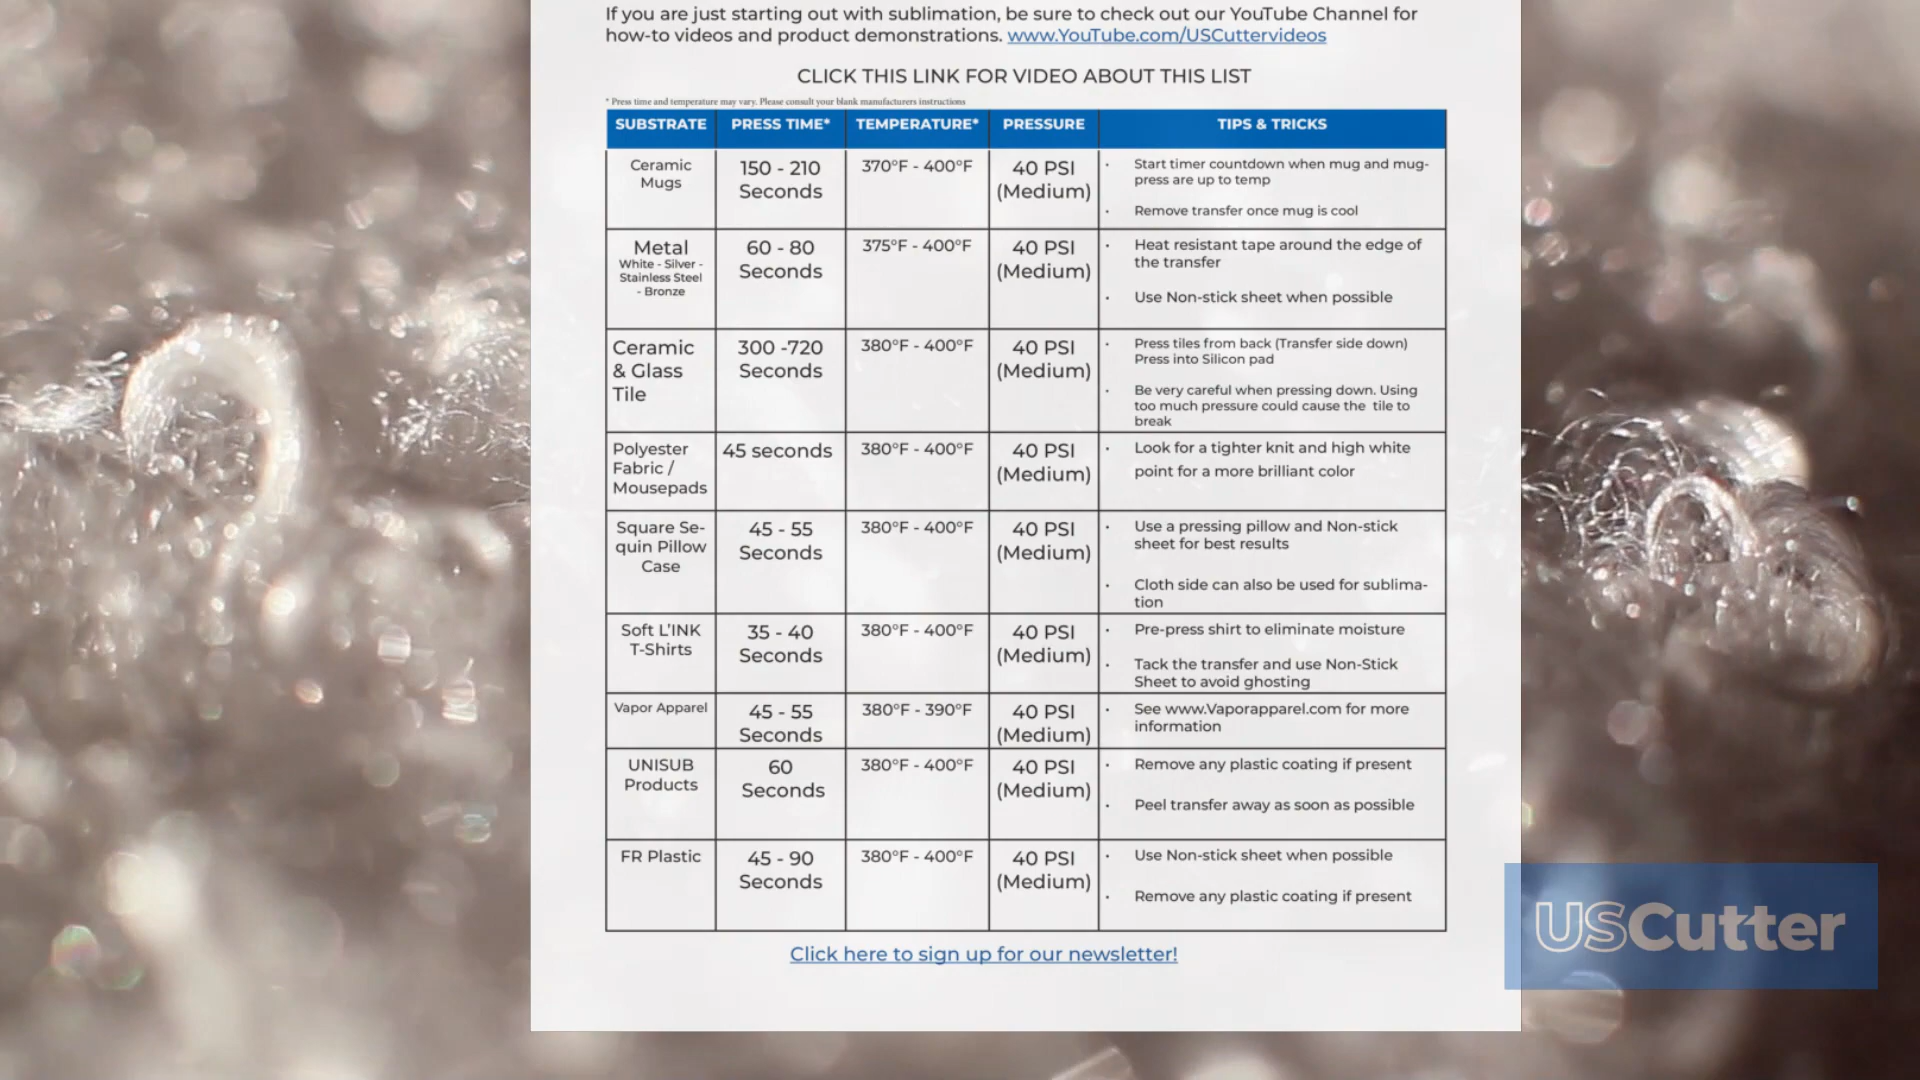 If you are just starting out with sublimation, be sure to check out our YouTube Channel for
how-to videos and product demonstrations. www.YouTube.com/USCuttervideos
CLICK THIS LINK FOR VIDEO ABOUT THIS LIST
* Press time and temperature may vary. Please consult your blank manufacturers instructions
SUBSTRATE PRESS TIME* TEMPERATURE* PRESSURE TIPS & TRICKS
Ceramic
Mugs
150 - 210
Seconds
370°F - 400°F
40 PSI
(Medium)
• Start timer countdown when mug and mug-
press are up to temp
• Remove transfer once mug is cool
Metal
White - Silver -
Stainless Steel
- Bronze
60 - 80
Seconds
375°F - 400°F
40 PSI
(Medium)
• Heat resistant tape around the edge of
the transfer
• Use Non-stick sheet when possible
Ceramic
& Glass
Tile
300 -720
Seconds
380°F - 400°F
40 PSI
(Medium)
• Press tiles from back (Transfer side down)
Press into Silicon pad
• Be very careful when pressing down. Using
too much pressure could cause the tile to
break
Polyester
Fabric /
Mousepads
45 seconds
380°F - 400°F
40 PSI
(Medium)
• Look for a tighter knit and high white
point for a more brilliant color
Square Se-
quin Pillow
Case
45 - 55
Seconds
380°F - 400°F
40 PSI
(Medium)
• Use a pressing pillow and Non-stick
sheet for best results
• Cloth side can also be used for sublima-
tion
Soft L'INK
T-Shirts
35 - 40
Seconds
380°F - 400°F
40 PSI
(Medium)
• Pre-press shirt to eliminate moisture
• Tack the transfer and use Non-Stick
Sheet to avoid ghosting
Vapor Apparel
45 - 55
Seconds
380°F - 390°F
40 PSI
(Medium)
• See www.Vaporapparel.com for more
information
UNISUB
Products
60
Seconds
380°F - 400°F
40 PSI
(Medium)
• Remove any plastic coating if present
• Peel transfer away as soon as possible
FR Plastic
45 - 90
Seconds
380°F - 400°F
40 PSI
(Medium)
• Use Non-stick sheet when possible
• Remove any plastic coating if present
Click here to sign up for our newsletter!
USCutter